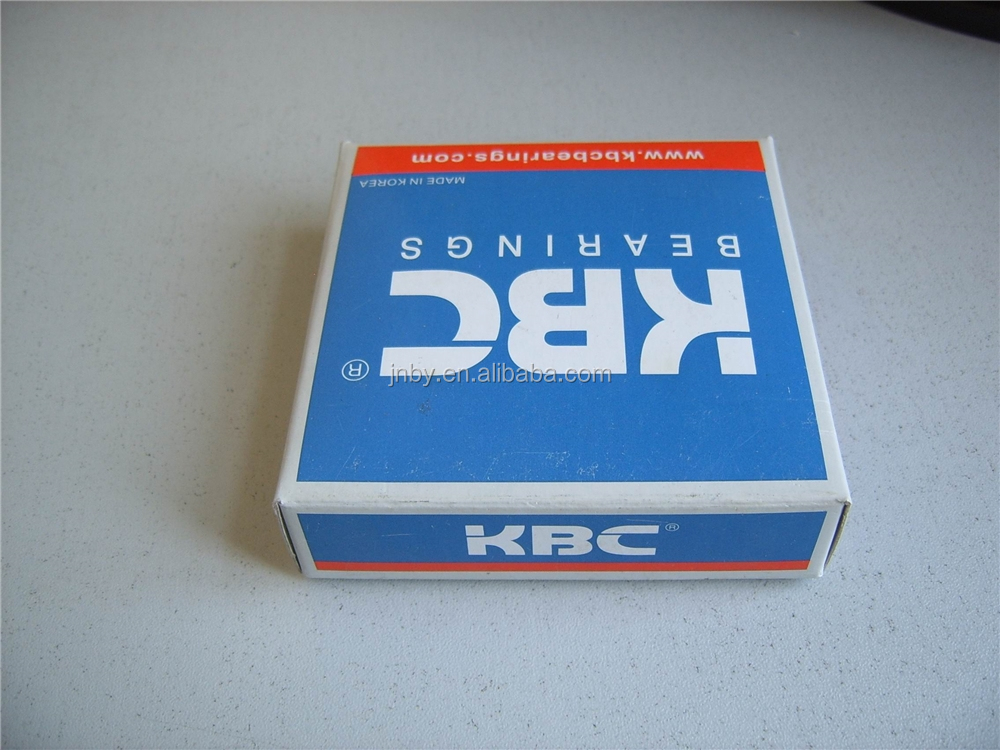 www.kbcbearings.com
MADE IN KOREA
BEARINGS
KBC®
jnby.en.alibaba.com
KBC®